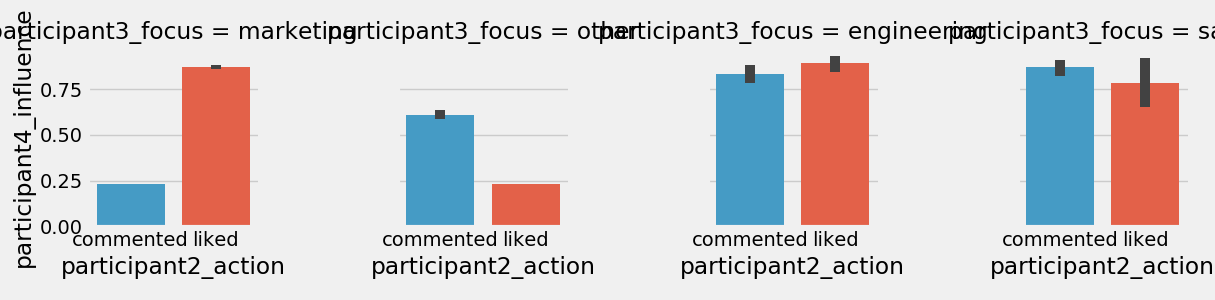 participant3_focus = marketing
participant3_focus = other
participant3_focus = engineering
participant3_focus = sa
participant4_influence
0.75
0.50
0.25
0.00
commented liked
commented liked
commented liked
commented liked
participant2_action
participant2_action
participant2_action
participant2_action